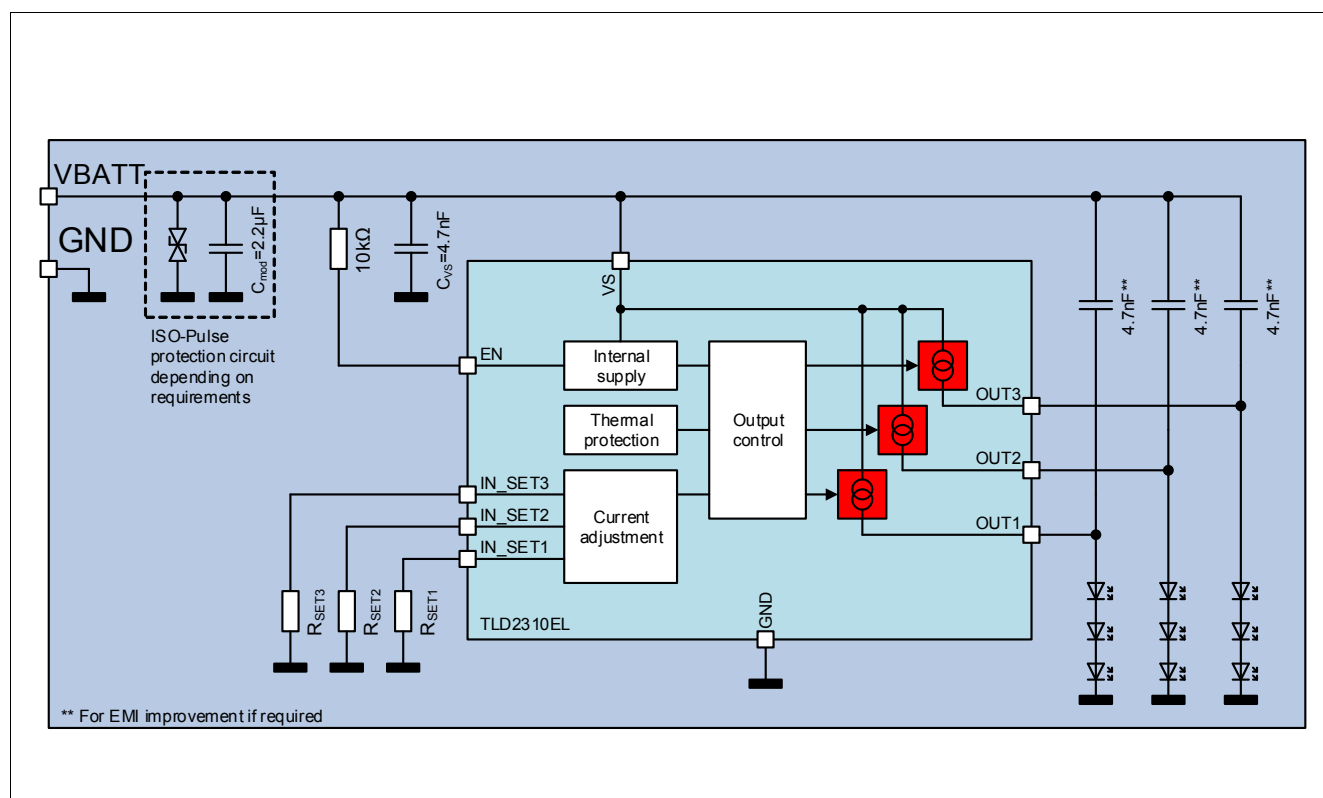 VBATT
GND
Cmod=2.2µF
10kΩ
CVS=4.7nF
ISO-Pulse
protection circuit
depending on
requirements
VS
EN
Internal
supply
Thermal
protection
Output
control
IN_SET3
IN_SET2
IN_SET1
Current
adjustment
OUT3
OUT2
OUT1
4.7nF**
4.7nF**
4.7nF**
RSET3
RSET2
RSET1
TLD2310EL
GND
** For EMI improvement if required